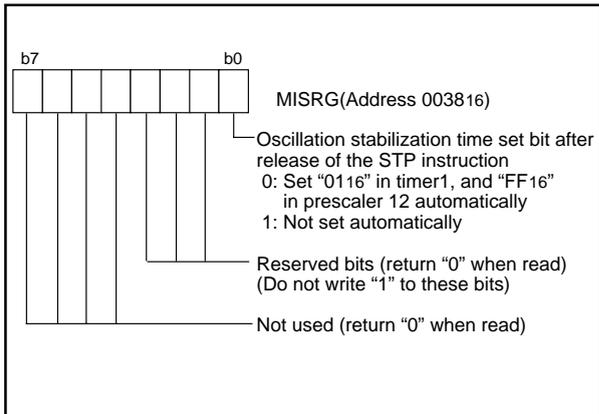 b7 b0
MISRG(Address 003816)
Oscillation stabilization time set bit after
release of the STP instruction
0: Set “0116” in timer1, and “FF16”
in prescaler 12 automatically
1: Not set automatically
Reserved bits (return “0” when read)
(Do not write “1” to these bits)
Not used (return “0” when read)